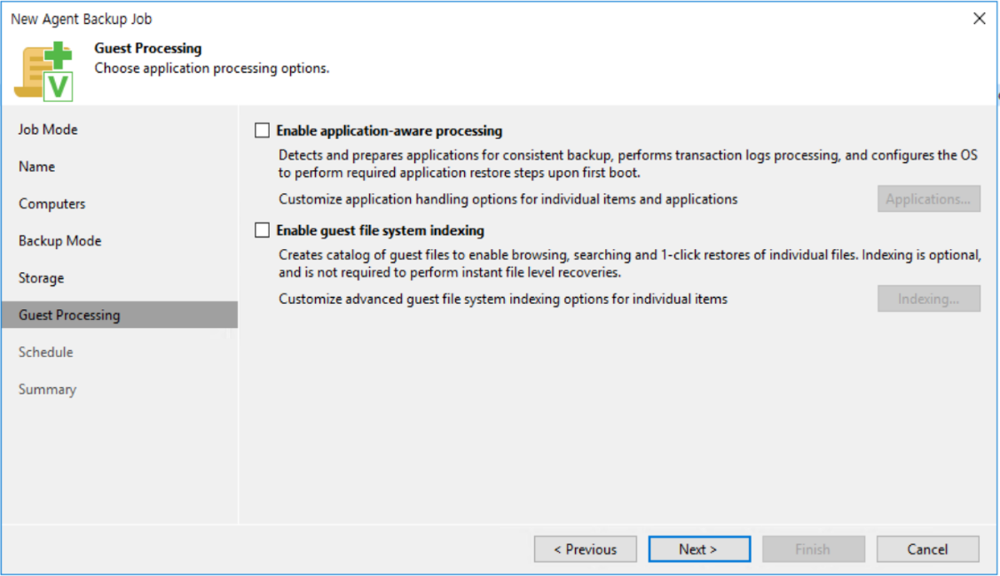 New Agent Backup Job
Guest Processing
Choose application processing options.
V
Job Mode
Name
Computers
Backup Mode
Storage
Guest Processing
Schedule
Summary
Enable application-aware processing
Detects and prepares applications for consistent backup, performs transaction logs processing, and configures the OS
to perform required application restore steps upon first boot.
Customize application handling options for individual items and applications
Applications...
Enable guest file system indexing
Creates catalog of guest files to enable browsing, searching and 1-click restores of individual files. Indexing is optional,
and is not required to perform instant file level recoveries.
Customize advanced guest file system indexing options for individual items
Indexing...
< Previous
Next >
Finish
Cancel